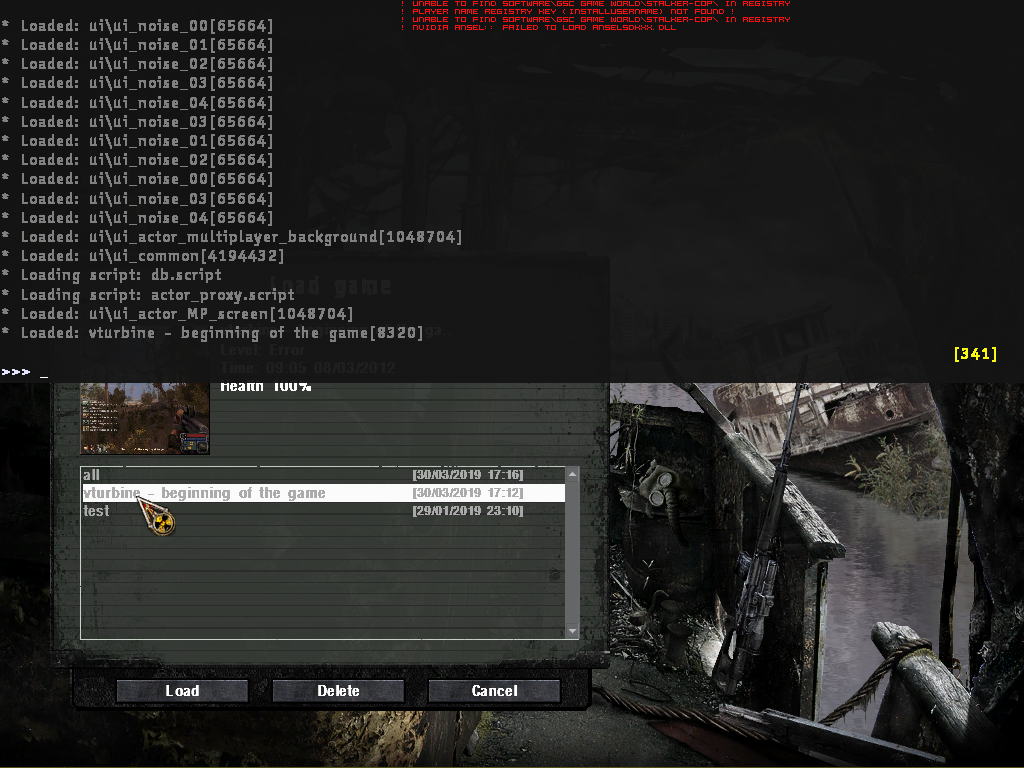 ! UNABLE TO FIND SOFTWARE\GSC GAME WORLD\STALKER-COP\ IN REGISTRY
! PLAYER NAME REGISTRY KEY (INSTALLUSERNAME) NOT FOUND !
! UNABLE TO FIND SOFTWARE\GSC GAME WORLD\STALKER-COP\ IN REGISTRY
! NVIDIA ANSEL:: FAILED TO LOAD ANSELSDKXX.DLL
* Loaded: ui\ui_noise_00[65664]
* Loaded: ui\ui_noise_01[65664]
* Loaded: ui\ui_noise_02[65664]
* Loaded: ui\ui_noise_03[65664]
* Loaded: ui\ui_noise_04[65664]
* Loaded: ui\ui_noise_03[65664]
* Loaded: ui\ui_noise_01[65664]
* Loaded: ui\ui_noise_02[65664]
* Loaded: ui\ui_noise_00[65664]
* Loaded: ui\ui_noise_03[65664]
* Loaded: ui\ui_noise_04[65664]
* Loaded: ui\ui_actor_multiplayer_background[1048704]
* Loaded: ui\ui_common[4194432]
* Loading script: db.script
* Loading script: actor_proxy.script
* Loaded: ui\ui_actor_MP_screen[1048704]
* Loaded: vturbine - beginning of the game[8320]
Load game
Level: Error
Time: 09:05 08/03/2012
[341]
>>> _
Health 100%
all [30/03/2019 17:16]
vturbine - beginning of the game [30/03/2019 17:12]
test [29/01/2019 23:10]
Load Delete Cancel